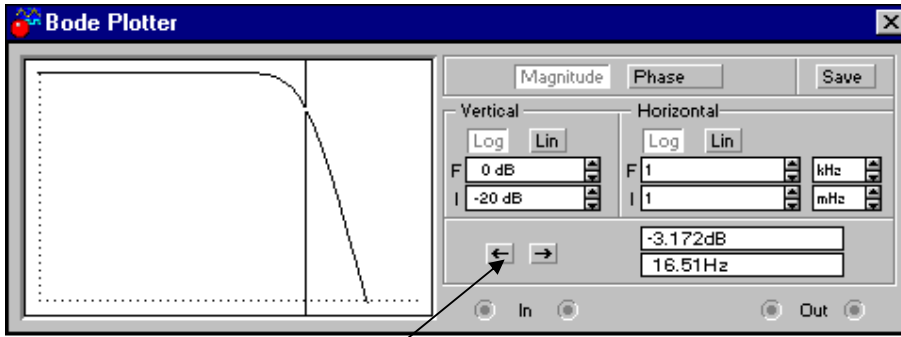 Bode Plotter
Magnitude Phase Save
Vertical Horizontal
Log Lin Log Lin
F 0 dB F 1 kHz
I -20 dB I 1 mHz
← → -3.172dB
16.51Hz
In Out